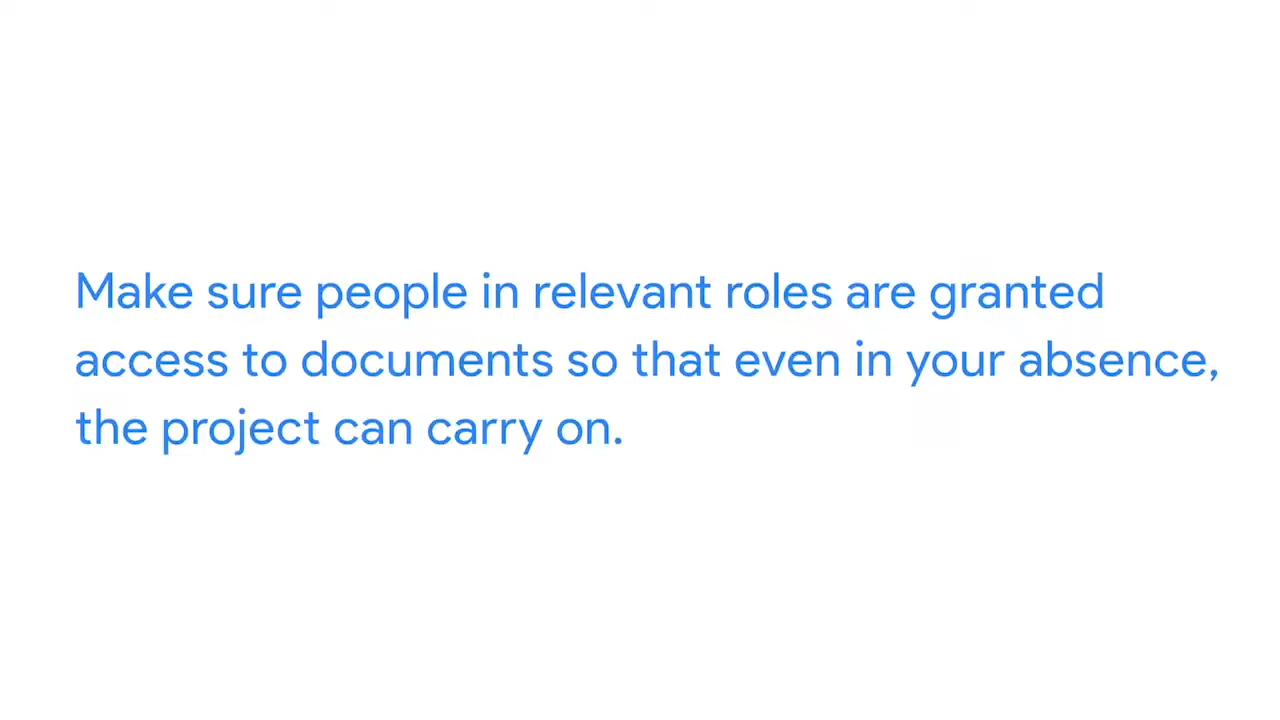 Make sure people in relevant roles are granted
access to documents so that even in your absence,
the project can carry on.